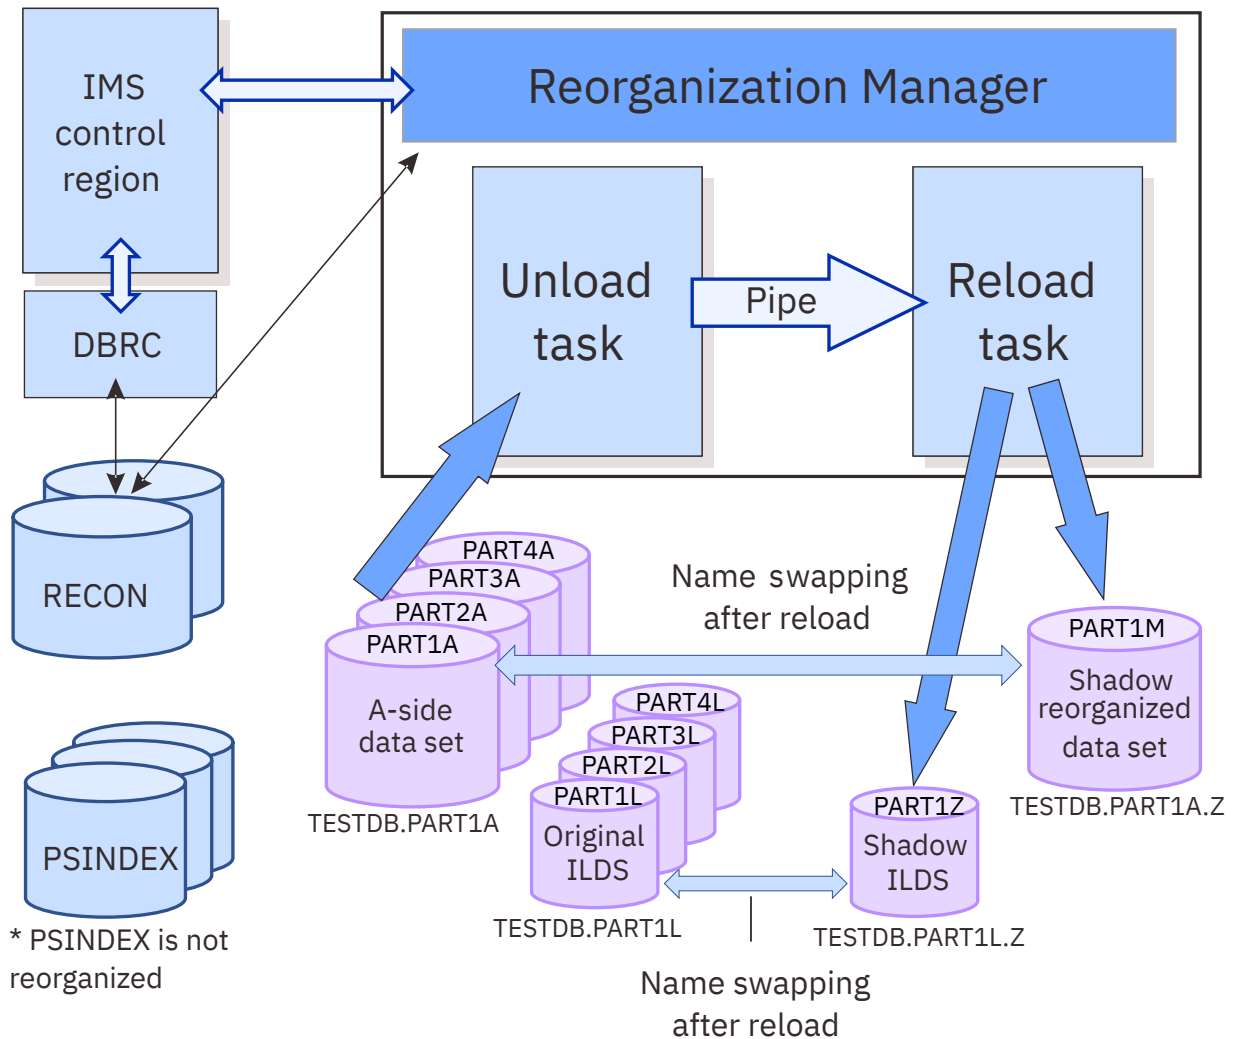 IMS
control
region
Reorganization Manager
DBRC
Unload
task
Pipe
Reload
task
RECON
PART4A
PART3A
PART2A
PART1A
A-side
data set
TESTDB.PART1A
Name swapping
after reload
PART1M
Shadow
reorganized
data set
TESTDB.PART1A.Z
PART4L
PART3L
PART2L
PART1L
Original
ILDS
TESTDB.PART1L
PART1Z
Shadow
ILDS
TESTDB.PART1L.Z
Name swapping
after reload
PSINDEX
* PSINDEX is not
reorganized